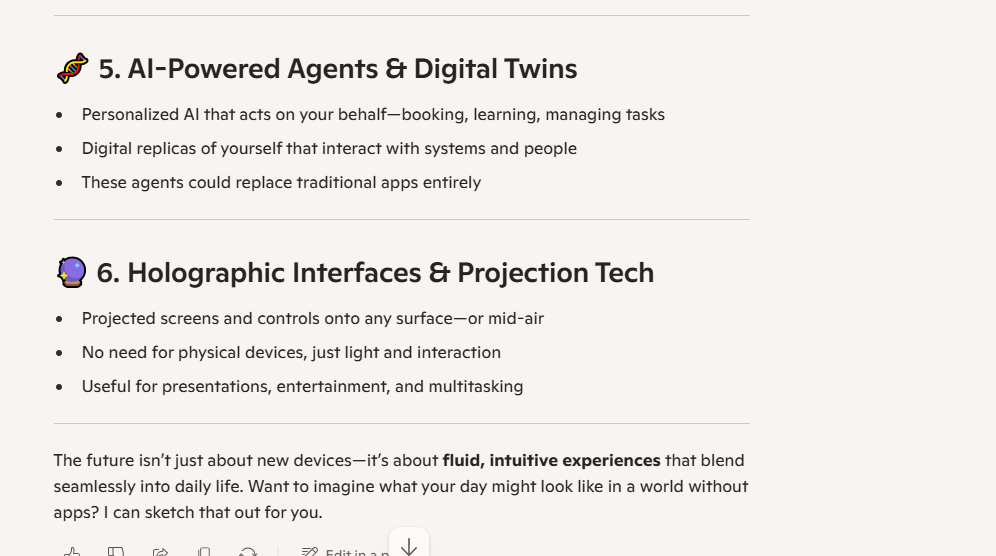 5. AI-Powered Agents & Digital Twins
• Personalized AI that acts on your behalf—booking, learning, managing tasks
• Digital replicas of yourself that interact with systems and people
• These agents could replace traditional apps entirely
6. Holographic Interfaces & Projection Tech
• Projected screens and controls onto any surface—or mid-air
• No need for physical devices, just light and interaction
• Useful for presentations, entertainment, and multitasking
The future isn’t just about new devices—it’s about fluid, intuitive experiences that blend
seamlessly into daily life. Want to imagine what your day might look like in a world without
apps? I can sketch that out for you.
Edit in a